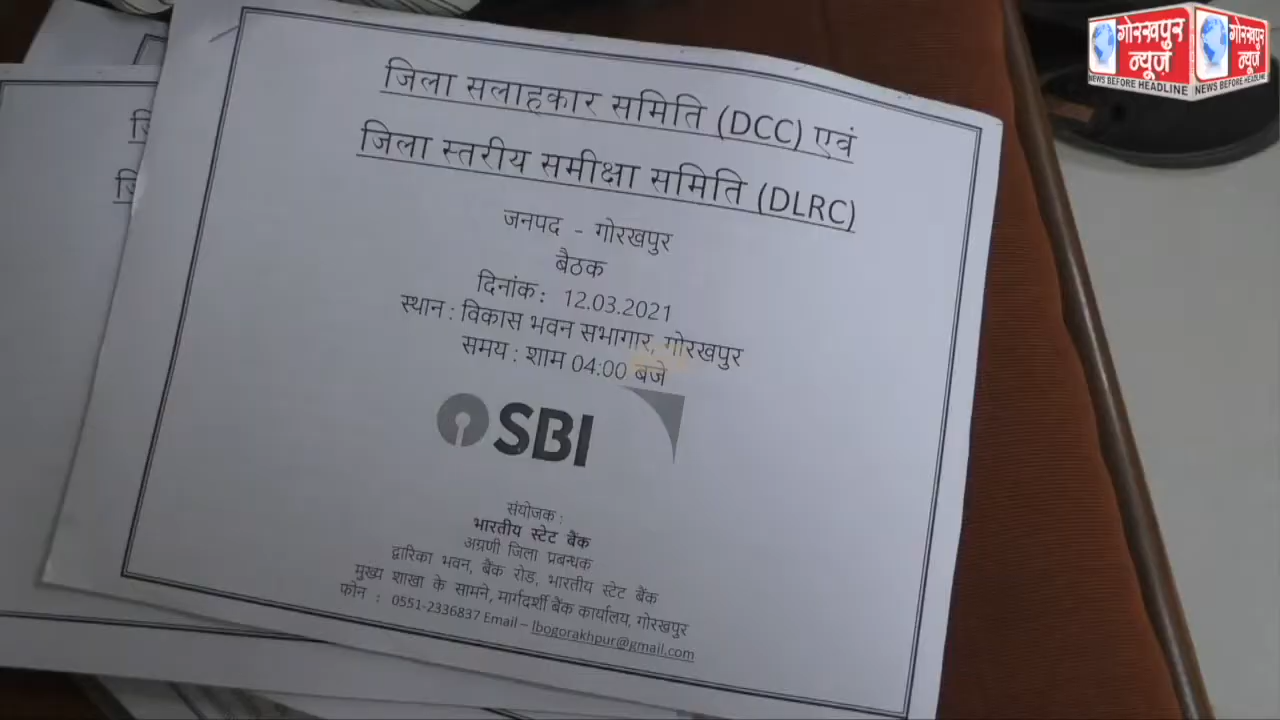 गोरखपुर
न्यूज़
NEWS BEFORE HEADLINE
गोरखपुर
न्यूज़
NEWS BEFORE HEADLINE
जिला सलाहकार समिति (DCC) एवं
जिला स्तरीय समीक्षा समिति (DLRC)
जनपद - गोरखपुर
बैठक
दिनांक : 12.03.2021
स्थान : विकास भवन सभागार, गोरखपुर
समय : शाम 04:00 बजे
SBI
संयोजक :
भारतीय स्टेट बैंक
अग्रणी जिला प्रबन्धक
द्वारिका भवन, बैंक रोड, भारतीय स्टेट बैंक
मुख्य शाखा के सामने, मार्गदर्शी बैंक कार्यालय, गोरखपुर
फोन : 0551-2336837 Email – lbogorakhpur@gmail.com